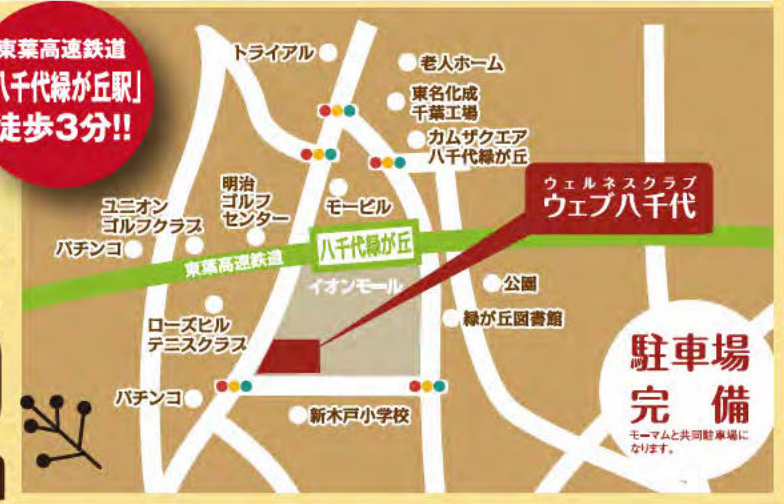 東葉高速鉄道
「八千代緑が丘駅」
徒歩3分!!
トライアル
老人ホーム
東名化成
千葉工場
カムザクエア
八千代緑が丘
ウェルネスクラブ
ウェブ八千代
明治
ゴルフ
センター
モービル
ユニオン
ゴルフクラブ
パチンコ
東葉高速鉄道
八千代緑が丘
イオンモール
公園
緑が丘図書館
ローズヒル
テニスクラブ
パチンコ
新木戸小学校
駐車場
完備
モーマムと共同駐車場に
なります。